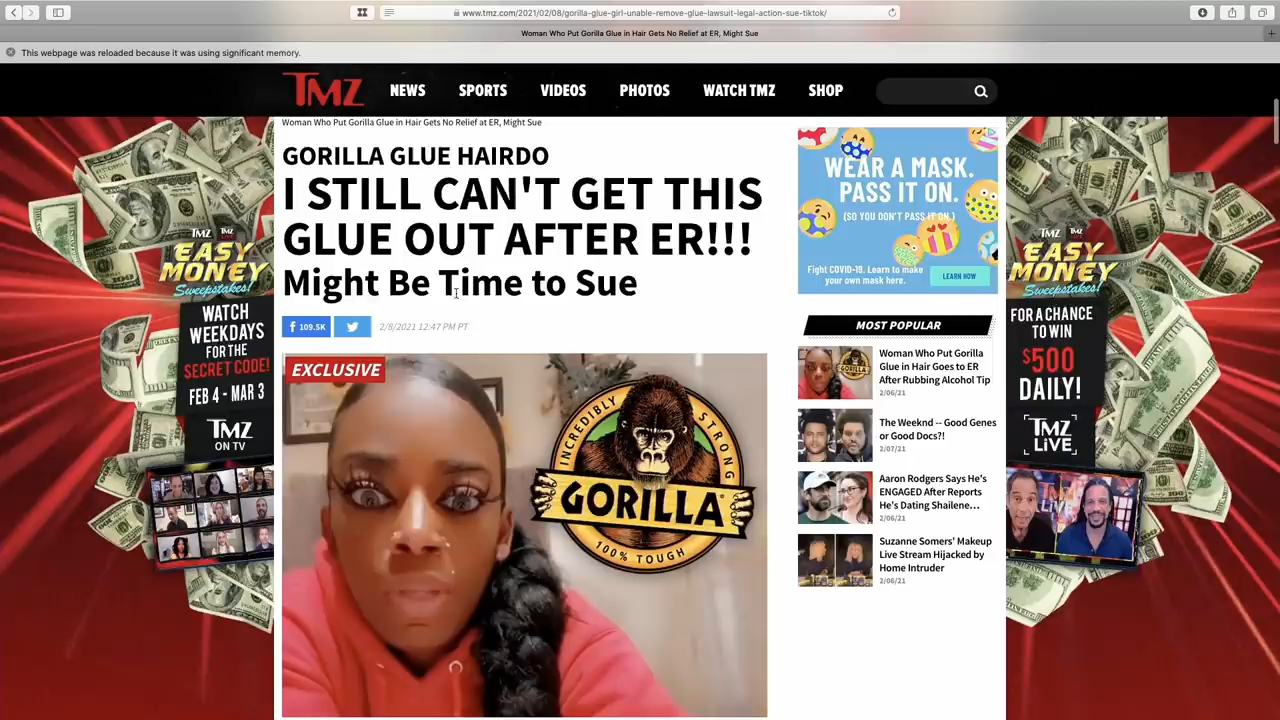 www.tmz.com/2021/02/08/gorilla-glue-girl-unable-remove-glue-lawsuit-legal-action-sue-tiktok/
Woman Who Put Gorilla Glue in Hair Gets No Relief at ER, Might Sue
This webpage was reloaded because it was using significant memory.
TMZ NEWS SPORTS VIDEOS PHOTOS WATCH TMZ SHOP
Woman Who Put Gorilla Glue in Hair Gets No Relief at ER, Might Sue
GORILLA GLUE HAIRDO
I STILL CAN'T GET THIS
GLUE OUT AFTER ER!!!
Might Be Time to Sue
109.5K
2/8/2021 12:47 PM PT
EXCLUSIVE
INCREDIBLY STRONG
GORILLA
100% TOUGH
WEAR A MASK.
PASS IT ON.
(SO YOU DON'T PASS IT ON.)
Fight COVID-19. Learn to make
your own mask here.
LEARN NOW
MOST POPULAR
Woman Who Put Gorilla
Glue in Hair Goes to ER
After Rubbing Alcohol Tip
2/06/21
GORILLA
The Weeknd -- Good Genes
or Good Docs?!
2/07/21
Aaron Rodgers Says He's
ENGAGED After Reports
He's Dating Shailene...
2/06/21
Suzanne Somers' Makeup
Live Stream Hijacked by
Home Intruder
2/06/21
TMZ TMZ LIVE
EASY
MONEY
Sweepstakes!
WATCH
WEEKDAYS
FOR THE
SECRET CODE!
FEB 4 - MAR 3
TMZ
ON TV
TMZ TMZ LIVE
EASY
MONEY
Sweepstakes!
FOR A CHANCE
TO WIN
$500
DAILY!
TMZ
LIVE